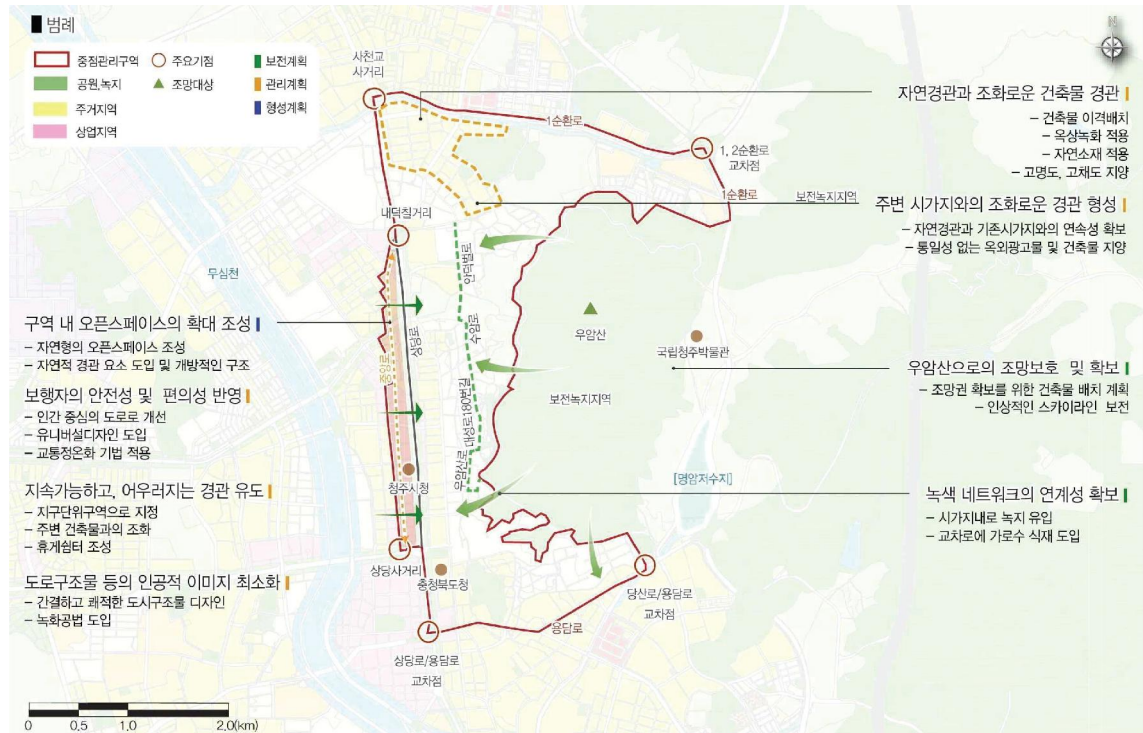 범례
중점관리구역
주요기점
보전계획
공원,녹지
조망대상
관리계획
주거지역
형성계획
상업지역
N
사천교
사거리
1순환로
1, 2순환로
교차점
1순환로
보전녹지지역
내덕칠거리
무심천
안덕벌로
수암로
상당로
중앙로
대성로180번길
우암산로
우암산
국립청주박물관
보전녹지지역
[명암저수지]
청주시청
상당사거리
충청북도청
당산로/용담로
교차점
용담로
상당로/용담로
교차점
자연경관과 조화로운 건축물 경관
– 건축물 이격배치
– 옥상녹화 적용
– 자연소재 적용
– 고명도, 고채도 지양
주변 시가지와의 조화로운 경관 형성
– 자연경관과 기존시가지와의 연속성 확보
– 통일성 없는 옥외광고물 및 건축물 지양
우암산으로의 조망보호 및 확보
– 조망권 확보를 위한 건축물 배치 계획
– 인상적인 스카이라인 보전
녹색 네트워크의 연계성 확보
– 시가지내로 녹지 유입
– 교차로에 가로수 식재 도입
구역 내 오픈스페이스의 확대 조성
– 자연형의 오픈스페이스 조성
– 자연적 경관 요소 도입 및 개방적인 구조
보행자의 안전성 및 편의성 반영
– 인간 중심의 도로로 개선
– 유니버설디자인 도입
– 교통정온화 기법 적용
지속가능하고, 어우러지는 경관 유도
– 지구단위구역으로 지정
– 주변 건축물과의 조화
– 휴게쉼터 조성
도로구조물 등의 인공적 이미지 최소화
– 간결하고 쾌적한 도시구조물 디자인
– 녹화공법 도입
0 0.5 1.0 2.0(km)